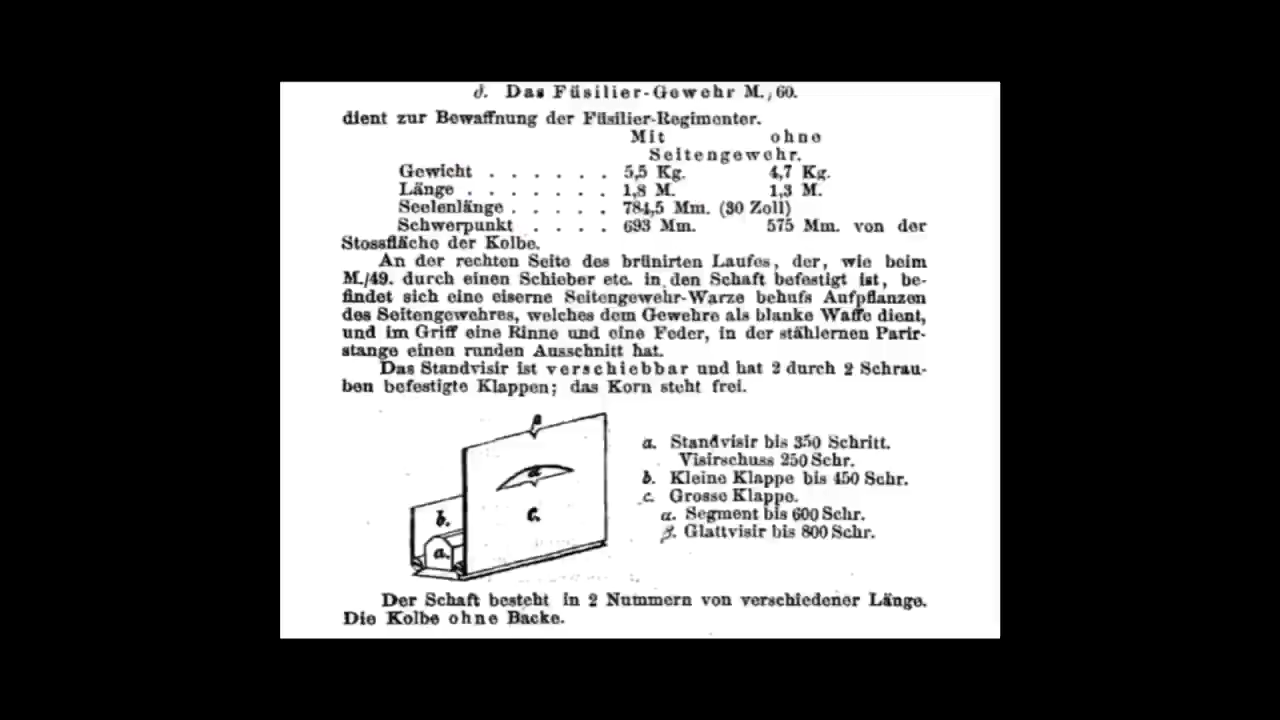 δ. Das Füsilier-Gewehr M./60.
dient zur Bewaffnung der Füsilier-Regimenter.
Mit ohne
Seitengewehr.
Gewicht . . . . . . 5,5 Kg. 4,7 Kg.
Länge . . . . . . . 1,8 M. 1,3 M.
Seelenlänge . . . . . 784,5 Mm. (30 Zoll)
Schwerpunkt . . . . 693 Mm. 575 Mm. von der
Stossfläche der Kolbe.
An der rechten Seite des brünirten Laufes, der, wie beim
M./49. durch einen Schieber etc. in den Schaft befestigt ist, be-
findet sich eine eiserne Seitengewehr-Warze behufs Aufpflanzen
des Seitengewehres, welches dem Gewehre als blanke Waffe dient,
und im Griff eine Rinne und eine Feder, in der stählernen Parir-
stange einen runden Ausschnitt hat.
Das Standvisir ist verschiebbar und hat 2 durch 2 Schrau-
ben befestigte Klappen; das Korn steht frei.
β
α
b.
c.
a.
a. Standvisir bis 350 Schritt.
Visirschuss 250 Schr.
b. Kleine Klappe bis 450 Schr.
c. Grosse Klappe.
α. Segment bis 600 Schr.
β. Glattvisir bis 800 Schr.
Der Schaft besteht in 2 Nummern von verschiedener Länge.
Die Kolbe ohne Backe.